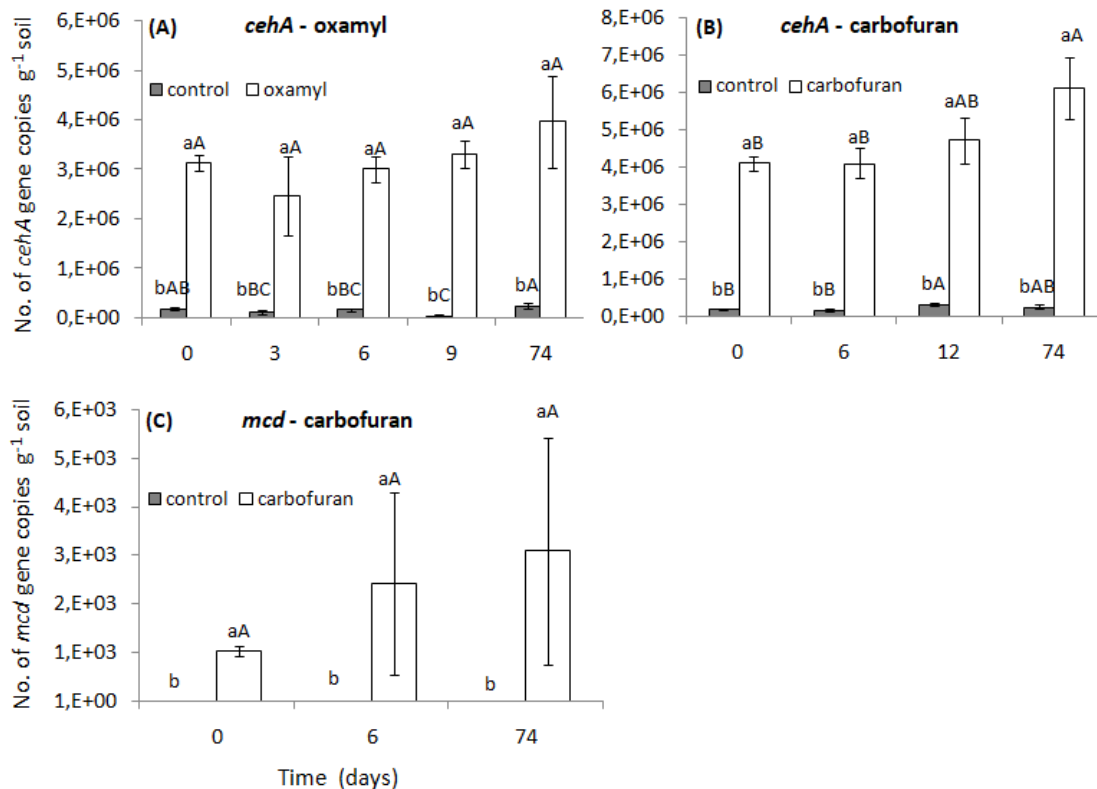 (A) cehA - oxamyl
No. of cehA gene copies g-1 soil
6,E+06
5,E+06
4,E+06
3,E+06
2,E+06
1,E+06
0,E+00
control oxamyl
bAB aA bBC aA bBC aA bC aA bA aA
0 3 6 9 74
(B) cehA - carbofuran
8,E+06
7,E+06
6,E+06
5,E+06
4,E+06
3,E+06
2,E+06
1,E+06
0,E+00
control carbofuran
bB aB bB aB bA aAB bAB aA
0 6 12 74
(C) mcd - carbofuran
No. of mcd gene copies g-1 soil
6,E+03
5,E+03
4,E+03
3,E+03
2,E+03
1,E+03
1,E+00
control carbofuran
b aA b aA b aA
0 6 74
Time (days)